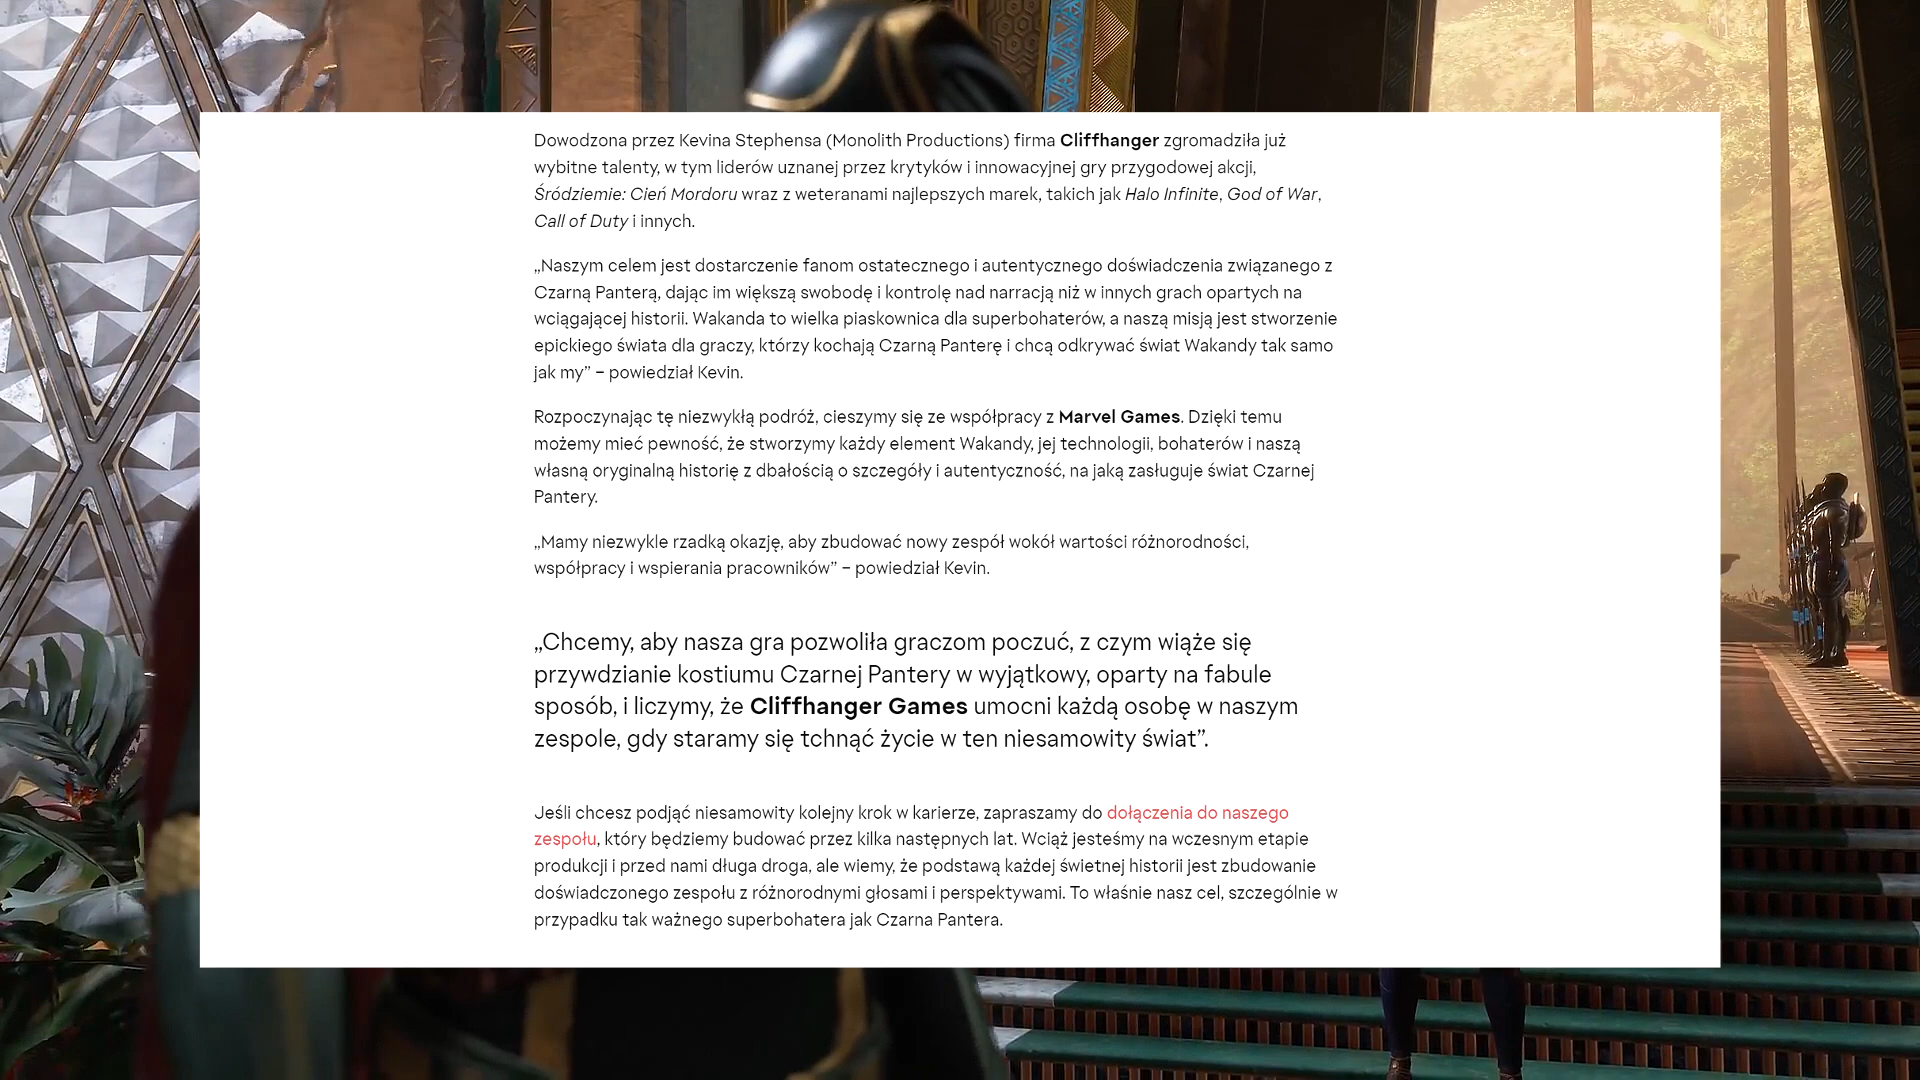 Dowodzona przez Kevina Stephensa (Monolith Productions) firma Cliffhanger zgromadziła już
wybitne talenty, w tym liderów uznanej przez krytyków i innowacyjnej gry przygodowej akcji,
Śródziemie: Cień Mordoru wraz z weteranami najlepszych marek, takich jak Halo Infinite, God of War,
Call of Duty i innych.
„Naszym celem jest dostarczenie fanom ostatecznego i autentycznego doświadczenia związanego z
Czarną Panterą, dając im większą swobodę i kontrolę nad narracją niż w innych grach opartych na
wciągającej historii. Wakanda to wielka piaskownica dla superbohaterów, a naszą misją jest stworzenie
epickiego świata dla graczy, którzy kochają Czarną Panterę i chcą odkrywać świat Wakandy tak samo
jak my” – powiedział Kevin.
Rozpoczynając tę niezwykłą podróż, cieszymy się ze współpracy z Marvel Games. Dzięki temu
możemy mieć pewność, że stworzymy każdy element Wakandy, jej technologii, bohaterów i naszą
własną oryginalną historię z dbałością o szczegóły i autentyczność, na jaką zasługuje świat Czarnej
Pantery.
„Mamy niezwykle rzadką okazję, aby zbudować nowy zespół wokół wartości różnorodności,
współpracy i wspierania pracowników” – powiedział Kevin.
„Chcemy, aby nasza gra pozwoliła graczom poczuć, z czym wiąże się
przywdzianie kostiumu Czarnej Pantery w wyjątkowy, oparty na fabule
sposób, i liczymy, że Cliffhanger Games umocni każdą osobę w naszym
zespole, gdy staramy się tchnąć życie w ten niesamowity świat”.
Jeśli chcesz podjąć niesamowity kolejny krok w karierze, zapraszamy do dołączenia do naszego
zespołu, który będziemy budować przez kilka następnych lat. Wciąż jesteśmy na wczesnym etapie
produkcji i przed nami długa droga, ale wiemy, że podstawą każdej świetnej historii jest zbudowanie
doświadczonego zespołu z różnorodnymi głosami i perspektywami. To właśnie nasz cel, szczególnie w
przypadku tak ważnego superbohatera jak Czarna Pantera.